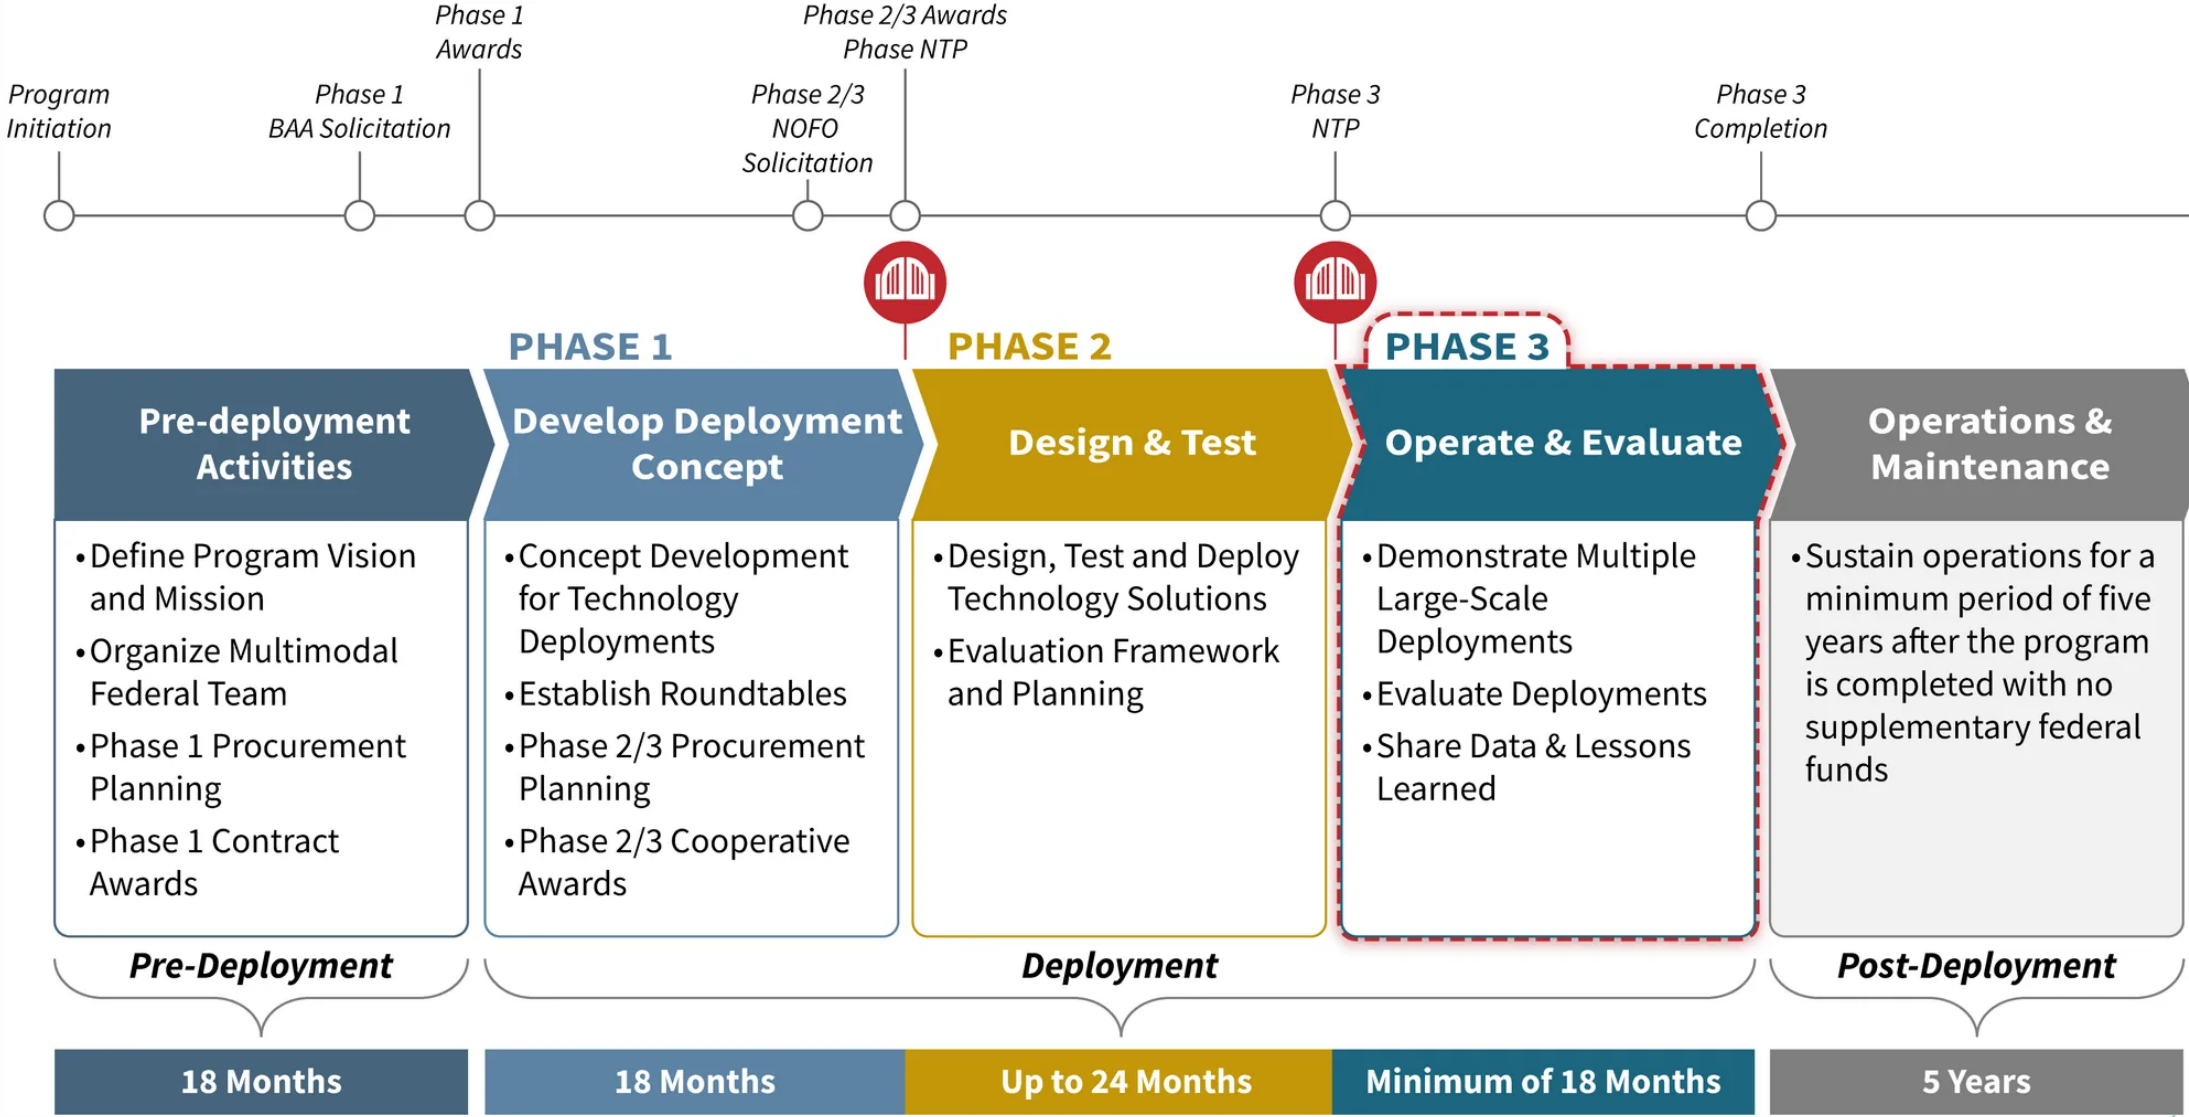 Phase 1
Awards
Phase 2/3 Awards
Phase NTP
Program
Initiation
Phase 1
BAA Solicitation
Phase 2/3
NOFO
Solicitation
Phase 3
NTP
Phase 3
Completion
PHASE 1
PHASE 2
PHASE 3
Pre-deployment
Activities
Develop Deployment
Concept
Design & Test
Operate & Evaluate
Operations &
Maintenance
•Define Program Vision
and Mission
•Organize Multimodal
Federal Team
•Phase 1 Procurement
Planning
•Phase 1 Contract
Awards
•Concept Development
for Technology
Deployments
•Establish Roundtables
•Phase 2/3 Procurement
Planning
•Phase 2/3 Cooperative
Awards
•Design, Test and Deploy
Technology Solutions
•Evaluation Framework
and Planning
•Demonstrate Multiple
Large-Scale
Deployments
•Evaluate Deployments
•Share Data & Lessons
Learned
•Sustain operations for a
minimum period of five
years after the program
is completed with no
supplementary federal
funds
Pre-Deployment
Deployment
Post-Deployment
18 Months
18 Months
Up to 24 Months
Minimum of 18 Months
5 Years